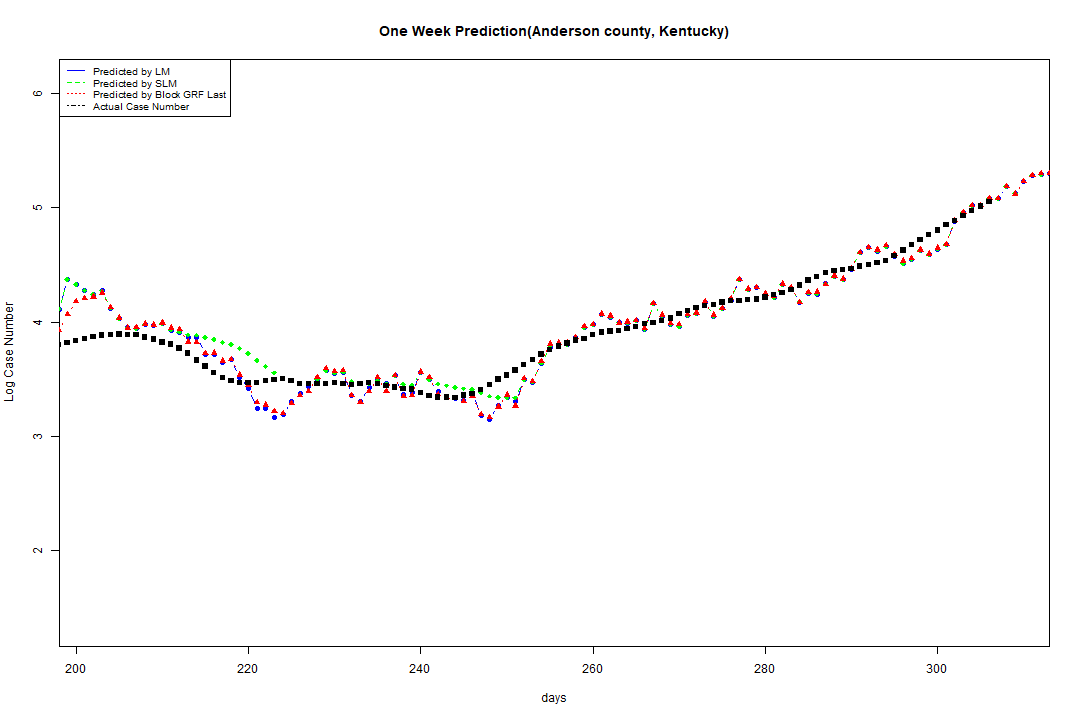 One Week Prediction(Anderson county, Kentucky)
Predicted by LM
Predicted by SLM
Predicted by Block GRF Last
Actual Case Number
6
5
4
3
2
Log Case Number
200 220 240 260 280 300
days